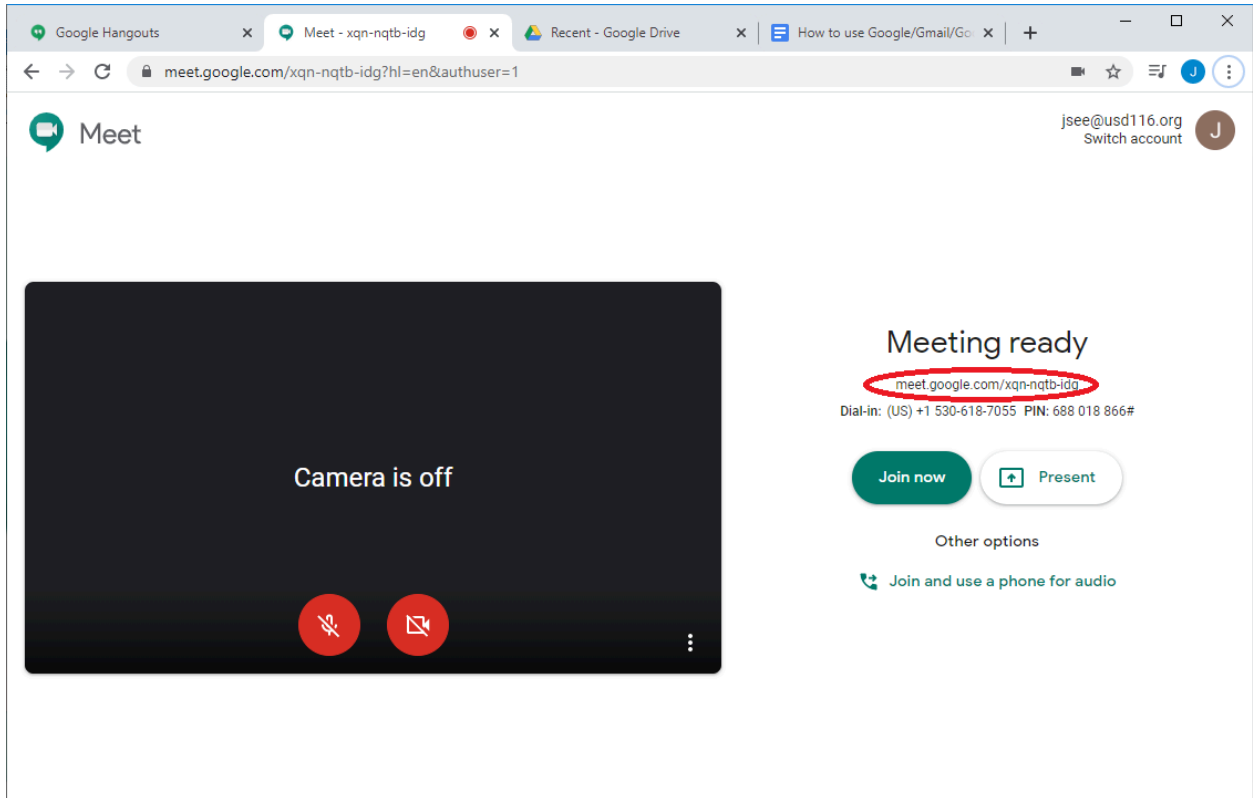 Google Hangouts
Meet - xqn-nqtb-idg
Recent - Google Drive
How to use Google/Gmail/Go
meet.google.com/xqn-nqtb-idg?hl=en&authuser=1
J
Meet
jsee@usd116.org
Switch account
J
Camera is off
Meeting ready
meet.google.com/xqn-nqtb-idg
Dial-in: (US) +1 530-618-7055 PIN: 688 018 866#
Join now
Present
Other options
Join and use a phone for audio